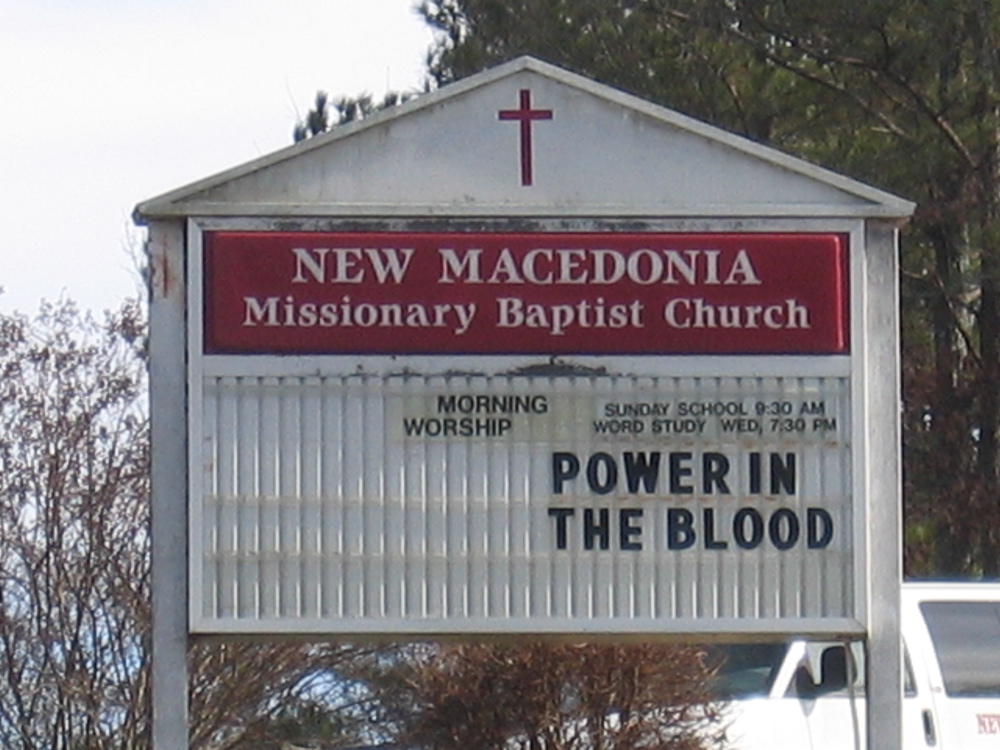 NEW MACEDONIA
Missionary Baptist Church
MORNING
WORSHIP
SUNDAY SCHOOL 9:30 AM
WORD STUDY WED, 7:30 PM
POWER IN
THE BLOOD